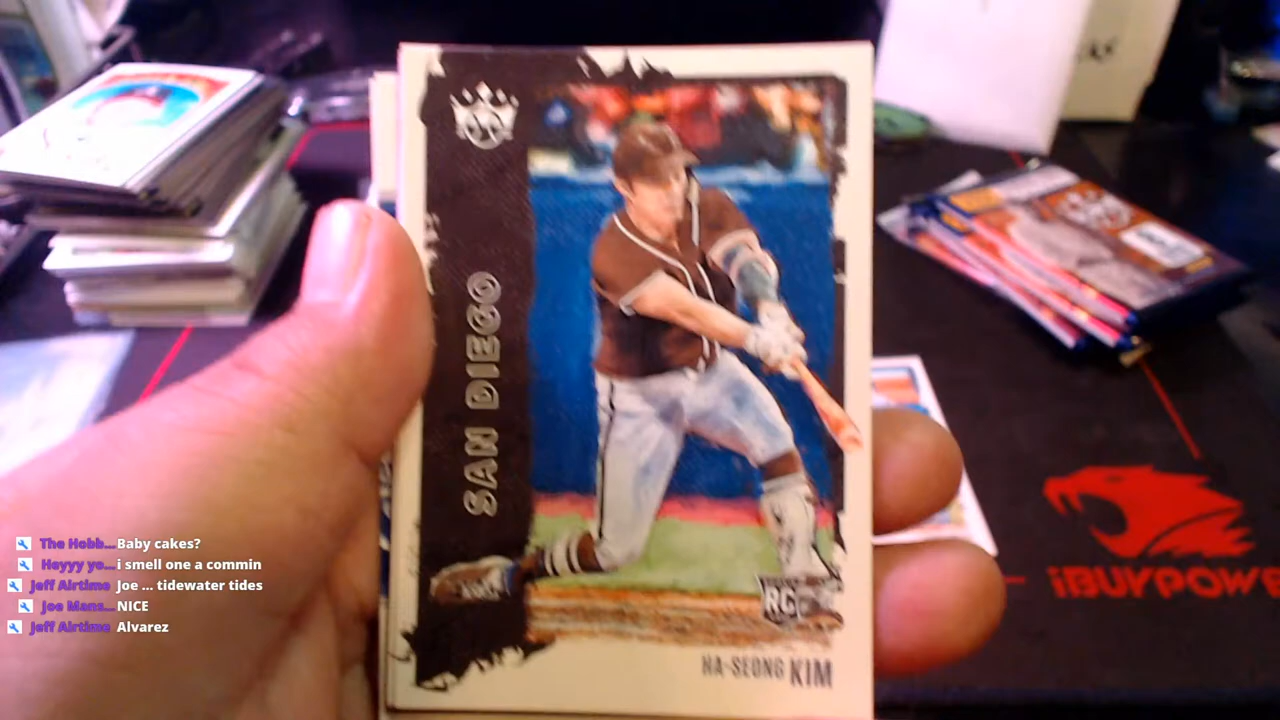 SAN DIEGO
RC
HA-SEONG KIM
iBUYPOWE
The Hobb... Baby cakes?
Heyyy yo... i smell one a commin
Jeff Airtime Joe ... tidewater tides
Joe Mans... NICE
Jeff Airtime Alvarez